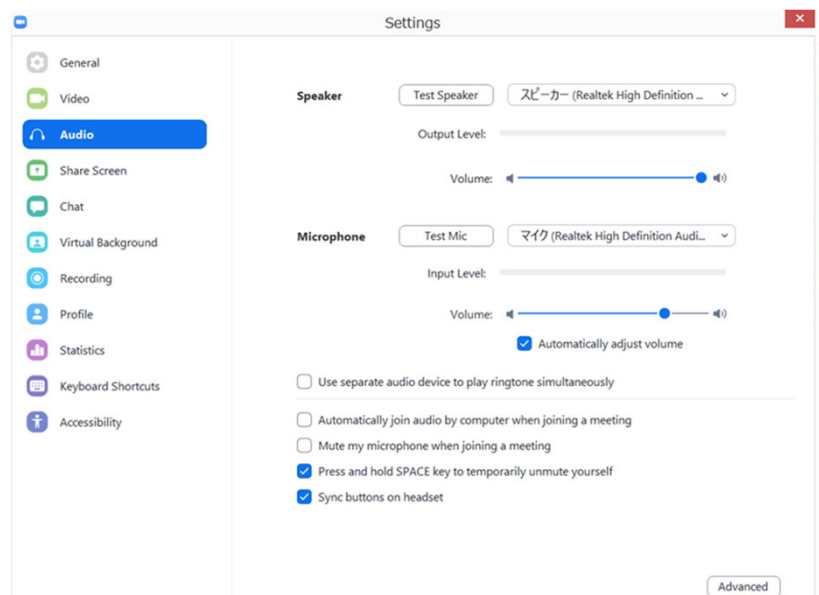 Settings
General
Video
Audio
Share Screen
Chat
Virtual Background
Recording
Profile
Statistics
Keyboard Shortcuts
Accessibility
Speaker
Test Speaker
スピーカー (Realtek High Definition ...
Output Level:
Volume:
Microphone
Test Mic
マイク (Realtek High Definition Audi...
Input Level:
Volume:
Automatically adjust volume
Use separate audio device to play ringtone simultaneously
Automatically join audio by computer when joining a meeting
Mute my microphone when joining a meeting
Press and hold SPACE key to temporarily unmute yourself
Sync buttons on headset
Advanced